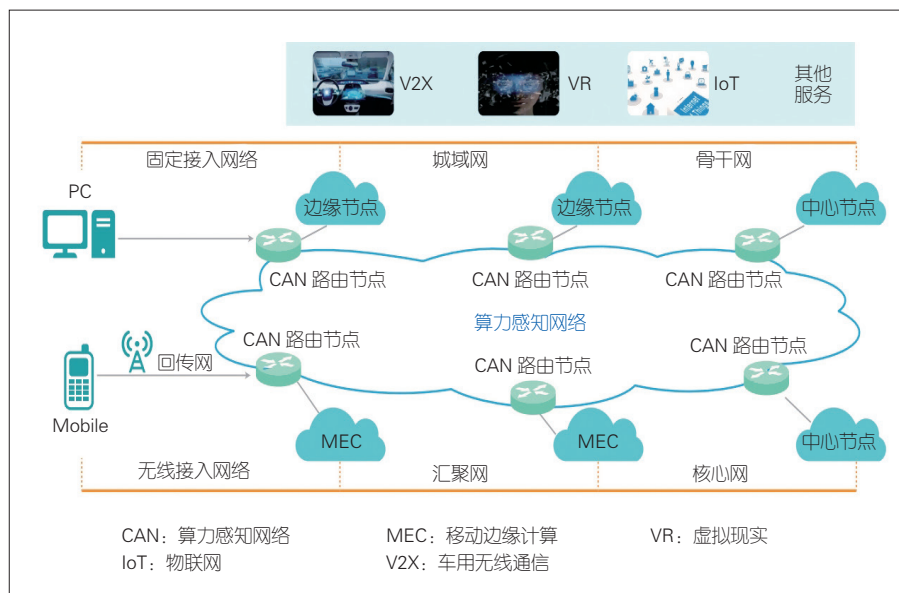 V2X
VR
IoT
其他
服务
固定接入网络
城域网
骨干网
PC
边缘节点
边缘节点
中心节点
CAN 路由节点
CAN 路由节点
CAN 路由节点
算力感知网络
CAN 路由节点
CAN 路由节点
CAN 路由节点
回传网
Mobile
MEC
MEC
中心节点
无线接入网络
汇聚网
核心网
CAN：算力感知网络
MEC：移动边缘计算
VR：虚拟现实
IoT：物联网
V2X：车用无线通信